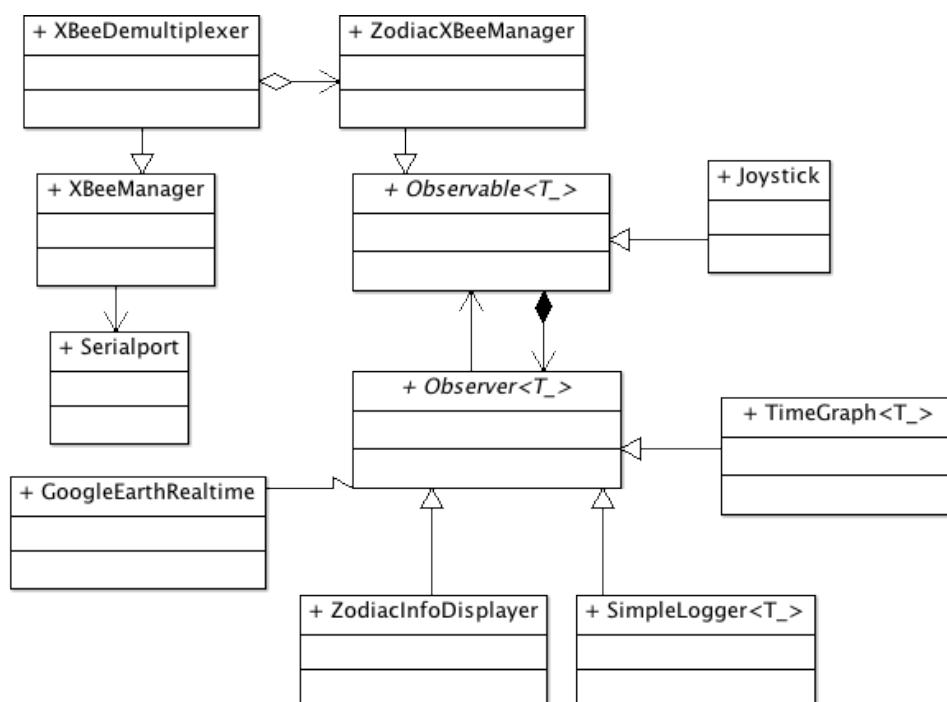 + XBeeDemultiplexer
+ ZodiacXBeeManager
+ XBeeManager
+ Observable<T_>
+ Joystick
+ Serialport
+ Observer<T_>
+ TimeGraph<T_>
+ GoogleEarthRealtime
+ ZodiacInfoDisplayer
+ SimpleLogger<T_>